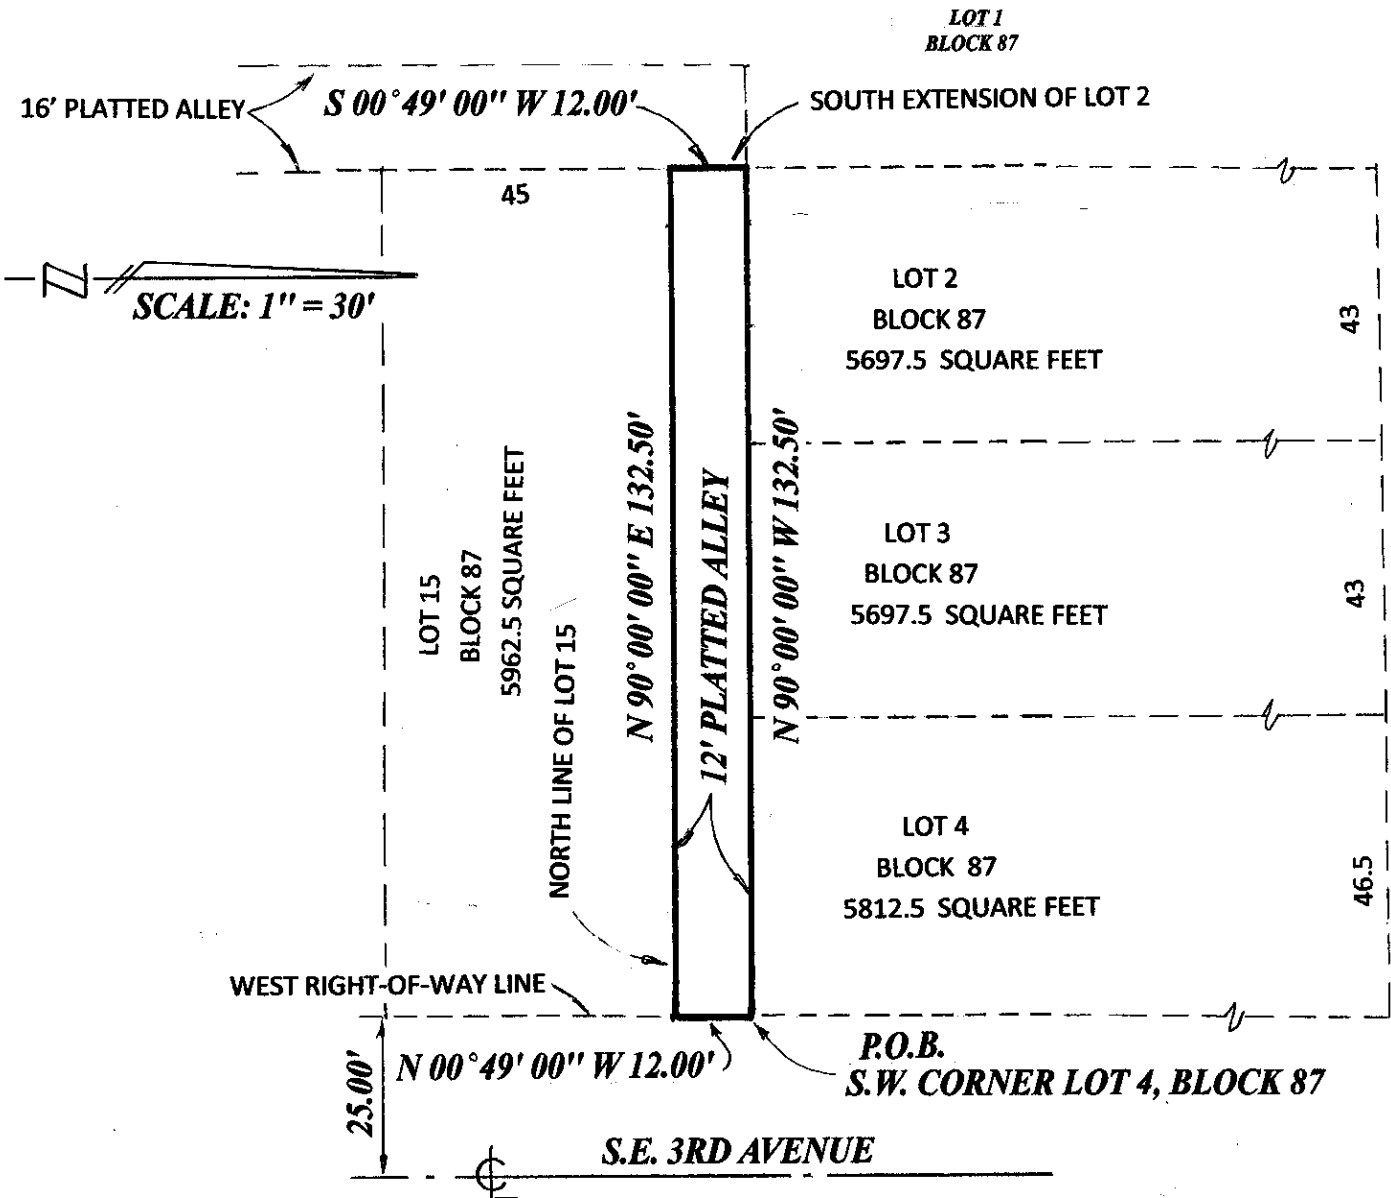 LOT 1
BLOCK 87
16' PLATTED ALLEY
S 00°49' 00" W 12.00'
SOUTH EXTENSION OF LOT 2
45
N
SCALE: 1" = 30'
LOT 2
BLOCK 87
5697.5 SQUARE FEET
43
LOT 15
BLOCK 87
5962.5 SQUARE FEET
NORTH LINE OF LOT 15
N 90°00' 00" E 132.50'
12' PLATTED ALLEY
N 90°00' 00" W 132.50'
LOT 3
BLOCK 87
5697.5 SQUARE FEET
43
LOT 4
BLOCK 87
5812.5 SQUARE FEET
46.5
WEST RIGHT-OF-WAY LINE
25.00'
N 00°49' 00" W 12.00'
P.O.B.
S.W. CORNER LOT 4, BLOCK 87
S.E. 3RD AVENUE